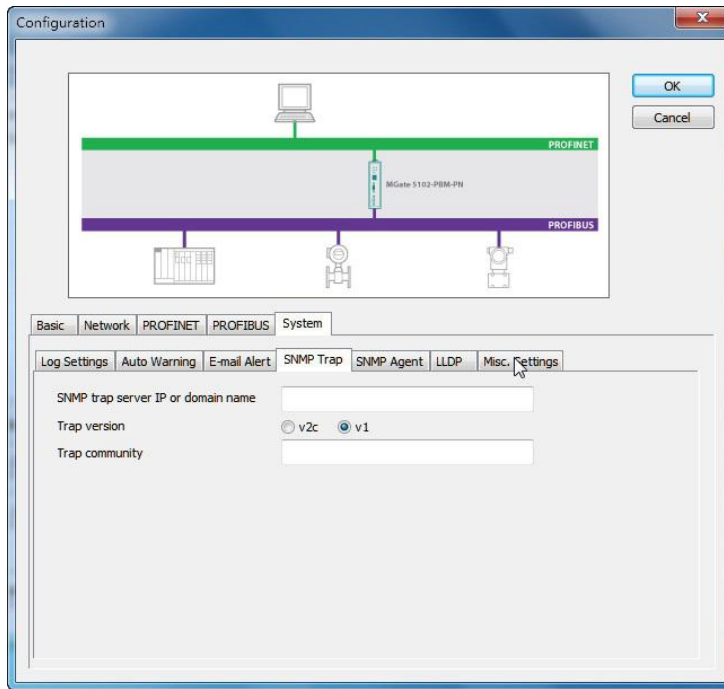 Configuration
OK
Cancel
PROFINET
MGate 5102-PBM-PN
PROFIBUS
Basic Network PROFINET PROFIBUS System
Log Settings Auto Warning E-mail Alert SNMP Trap SNMP Agent LLDP Misc. Settings
SNMP trap server IP or domain name
Trap version v2c v1
Trap community